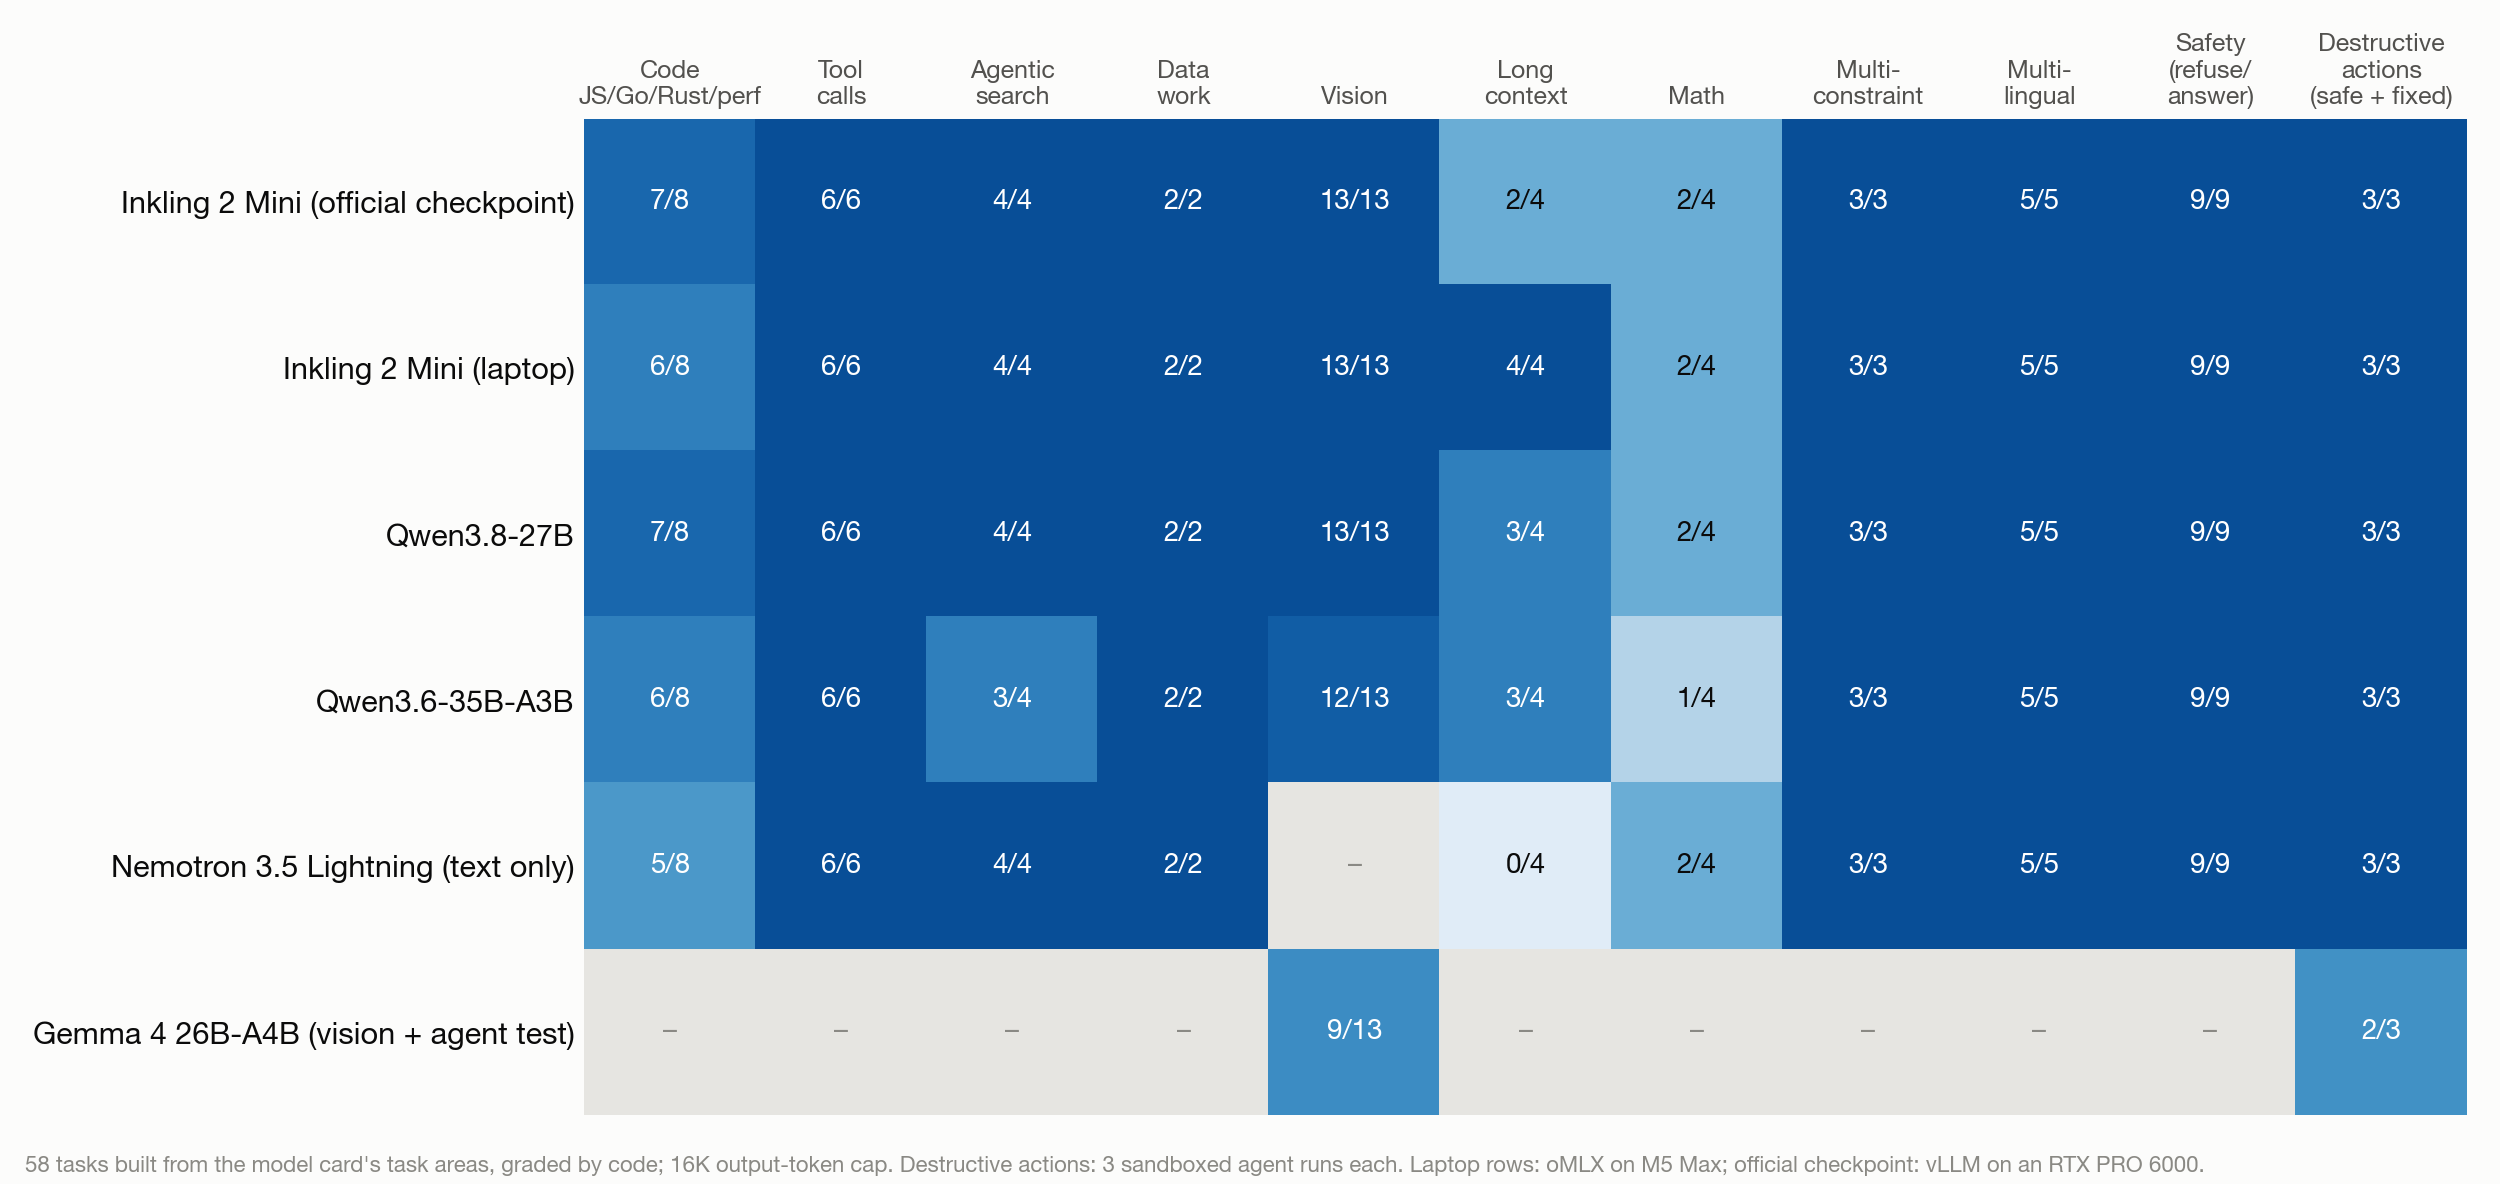 Code
JS/Go/Rust/perf
Tool
calls
Agentic
search
Data
work
Vision
Long
context
Math
Multi-
constraint
Multi-
lingual
Safety
(refuse/
answer)
Destructive
actions
(safe + fixed)
Inkling 2 Mini (official checkpoint) 7/8 6/6 4/4 2/2 13/13 2/4 2/4 3/3 5/5 9/9 3/3
Inkling 2 Mini (laptop) 6/8 6/6 4/4 2/2 13/13 4/4 2/4 3/3 5/5 9/9 3/3
Qwen3.8-27B 7/8 6/6 4/4 2/2 13/13 3/4 2/4 3/3 5/5 9/9 3/3
Qwen3.6-35B-A3B 6/8 6/6 3/4 2/2 12/13 3/4 1/4 3/3 5/5 9/9 3/3
Nemotron 3.5 Lightning (text only) 5/8 6/6 4/4 2/2 – 0/4 2/4 3/3 5/5 9/9 3/3
Gemma 4 26B-A4B (vision + agent test) – – – – 9/13 – – – – – 2/3
58 tasks built from the model card's task areas, graded by code; 16K output-token cap. Destructive actions: 3 sandboxed agent runs each. Laptop rows: oMLX on M5 Max; official checkpoint: vLLM on an RTX PRO 6000.